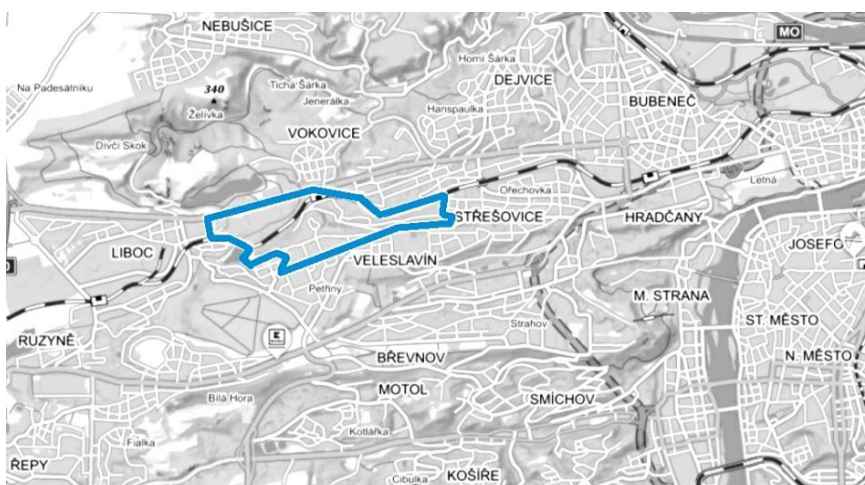 NEBUŠICE
MO
Horní Šárka
DEJVICE
Na Padesátníku
340
Tichá Šárka
Jenerálka
Želivka
Hanspaulka
BUBENEČ
VOKOVICE
Divčí Skok
Ořechovka
Letná
STŘEŠOVICE
HRADČANY
LIBOC
JOSEFO
VELESLAVÍN
Petřiny
M. STRANA
ST. MĚSTO
Strahov
RUZYNĚ
K
BŘEVNOV
N. MĚSTO
MOTOL
SMÍCHOV
Bílá Hora
Kotlářka
Fialka
ŘEPY
Cibulka
KOŠÍŘE